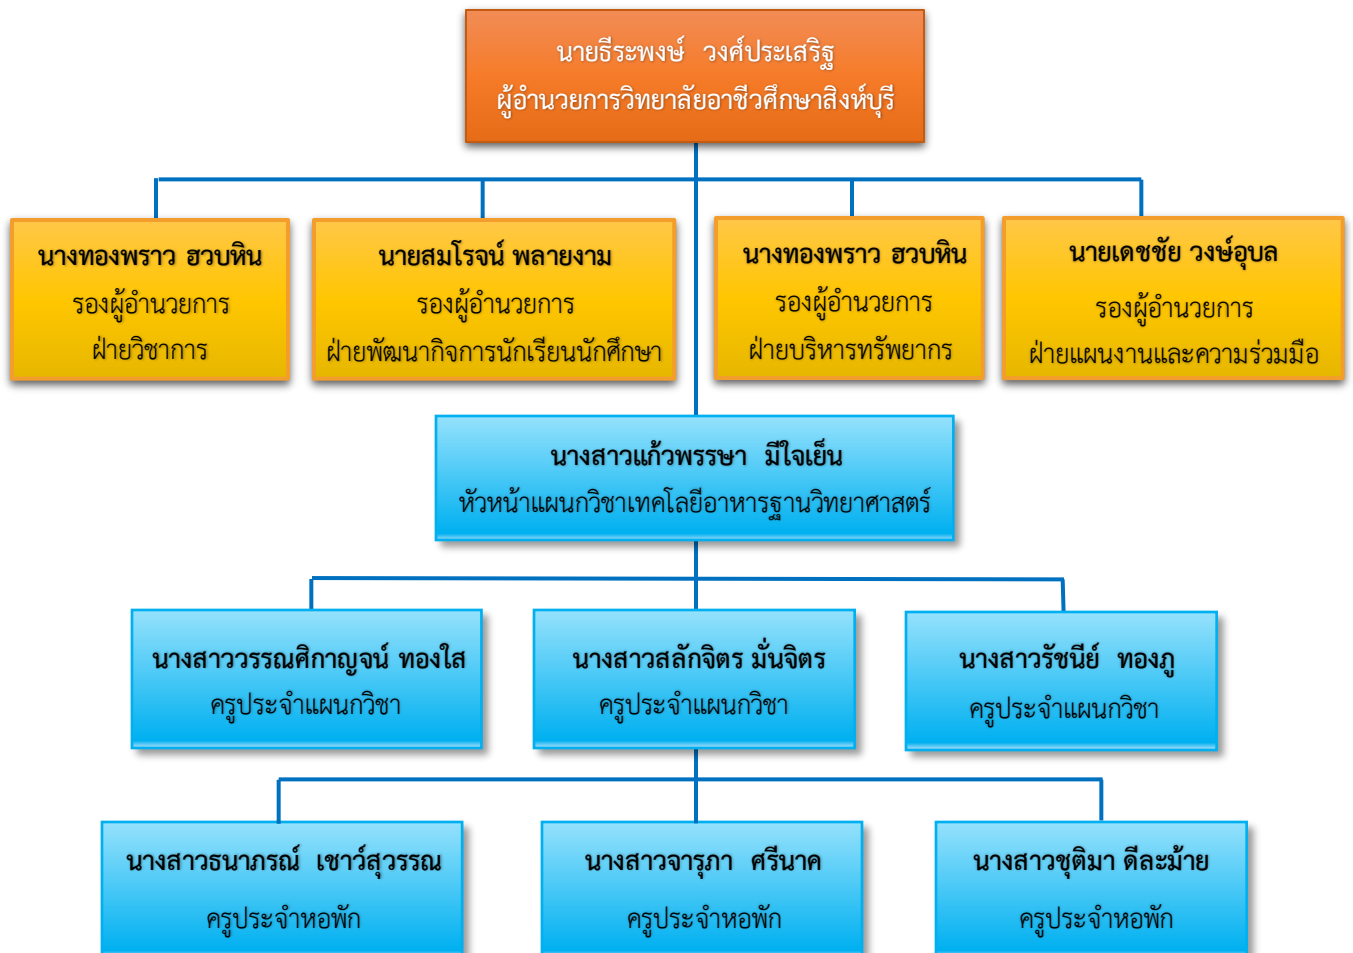 นายธีระพงษ์ วงศ์ประเสริฐ
ผู้อำนวยการวิทยาลัยอาชีวศึกษาสิงห์บุรี
นางทองพราว ฮวบหิน
รองผู้อำนวยการ
ฝ่ายวิชาการ
นายสมโรจน์ พลายงาม
รองผู้อำนวยการ
ฝ่ายพัฒนากิจการนักเรียนนักศึกษา
นางทองพราว ฮวบหิน
รองผู้อำนวยการ
ฝ่ายบริหารทรัพยากร
นายเดชชัย วงษ์อุบล
รองผู้อำนวยการ
ฝ่ายแผนงานและความร่วมมือ
นางสาวแก้วพรรษา มีใจเย็น
หัวหน้าแผนกวิชาเทคโลยีอาหารฐานวิทยาศาสตร์
นางสาววรรณศิกาญจน์ ทองใส
ครูประจำแผนกวิชา
นางสาวสลักจิตร มั่นจิตร
ครูประจำแผนกวิชา
นางสาวรัชนีย์ ทองภู
ครูประจำแผนกวิชา
นางสาวธนาภรณ์ เชาว์สุวรรณ
ครูประจำหอพัก
นางสาวจารุภา ศรีนาค
ครูประจำหอพัก
นางสาวชุติมา ดีละม้าย
ครูประจำหอพัก